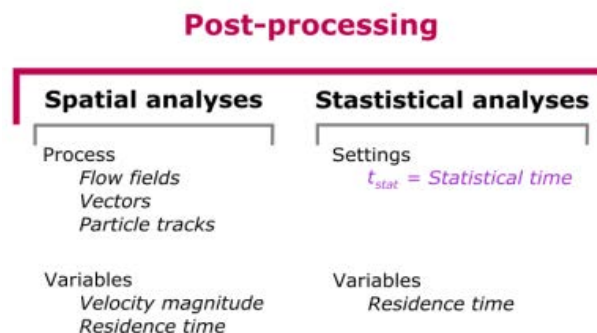 Post-processing
Spatial analyses
Process
Flow fields
Vectors
Particle tracks
Variables
Velocity magnitude
Residence time
Stastistical analyses
Settings
t_stat = Statistical time
Variables
Residence time